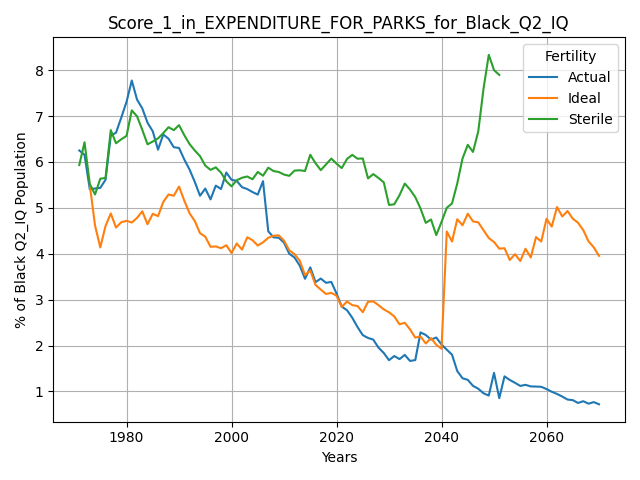 Score_1_in_EXPENDITURE_FOR_PARKS_for_Black_Q2_IQ
Fertility
Actual
Ideal
Sterile
8
7
6
5
4
3
2
1
% of Black Q2_IQ Population
1980
2000
2020
2040
2060
Years